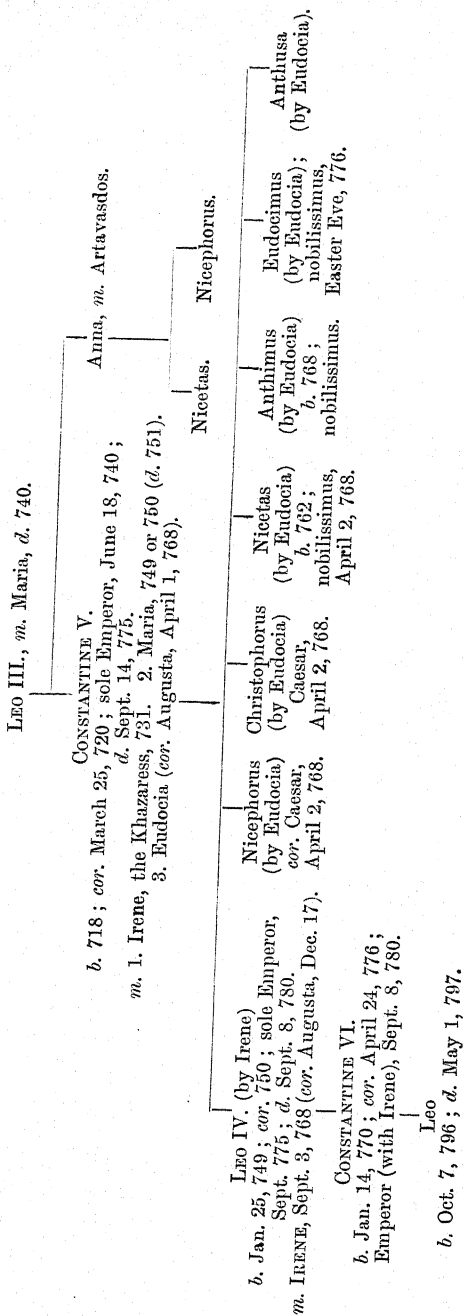 LEO III., m. Maria, d. 740.
CONSTANTINE V.
b. 718 ; cor. March 25, 720 ; sole Emperor, June 18, 740 ;
d. Sept. 14, 775.
m. 1. Irene, the Khazaress, 731. 2. Maria, 749 or 750 (d. 751).
3. Eudocia (cor. Augusta, April 1, 768).
Anna, m. Artavasdos.
Nicetas.
Nicephorus.
LEO IV. (by Irene)
b. Jan. 25, 749 ; cor. 750 ; sole Emperor,
Sept. 775 ; d. Sept. 8, 780.
m. IRENE, Sept. 3, 768 (cor. Augusta, Dec. 17).
Nicephorus
(by Eudocia)
cor. Caesar,
April 2, 768.
Christophorus
(by Eudocia)
Caesar,
April 2, 768.
Nicetas
(by Eudocia)
b. 762 ;
nobilissimus,
April 2, 768.
Anthimus
(by Eudocia)
b. 768 ;
nobilissimus.
Eudocimus
(by Eudocia) ;
nobilissimus,
Easter Eve, 776.
Anthusa
(by Eudocia).
CONSTANTINE VI.
b. Jan. 14, 770 ; cor. April 24, 776 ;
Emperor (with Irene), Sept. 8, 780.
Leo
b. Oct. 7, 796 ; d. May 1, 797.